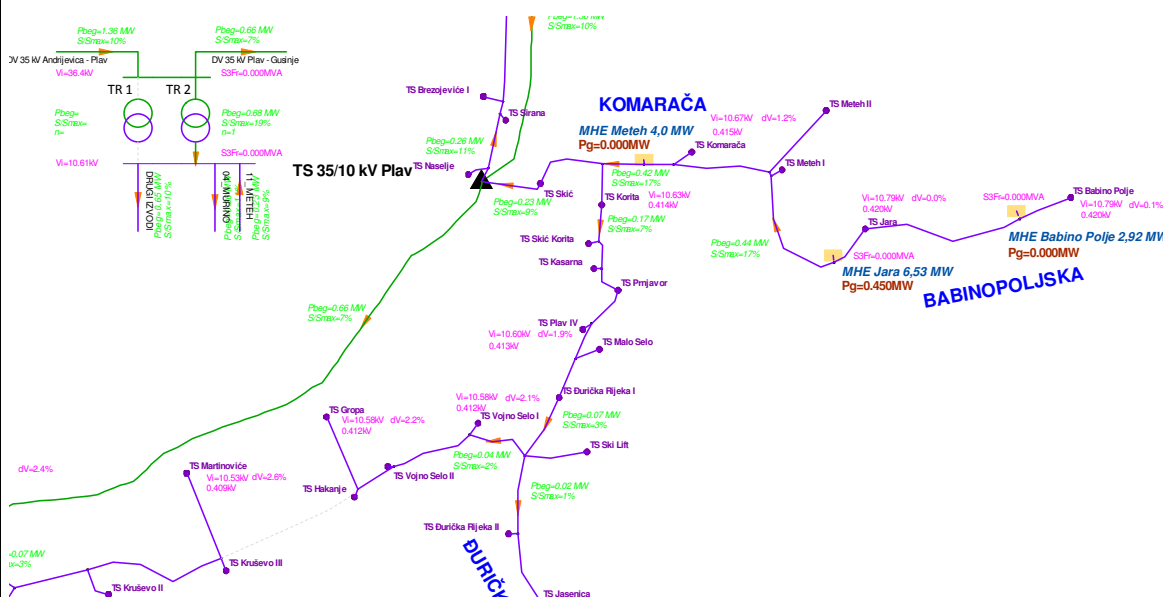 Pbeg=1.36 MW
S/Smax=10%
Pbeg=0.66 MW
S/Smax=7%
DV 35 kV Andrijevica - Plav
DV 35 kV Plav - Gusinje
Vi=36.4kV
S3Fr=0.000MVA
TR 1
TR 2
Pbeg=
S/Smax=
n=
Pbeg=0.68 MW
S/Smax=19%
n=1
S3Fr=0.000MVA
Vi=10.61kV
DRUGI IZVODI
Pbeg=0.65 MW
S/Smax=10%
04_MURINO
11_METEH
S/Smax=9%
S/Smax=10%
TS Brezojeviće I
TS Sirana
Pbeg=0.26 MW
S/Smax=11%
TS Naselje
TS 35/10 kV Plav
Pbeg=0.23 MW
S/Smax=9%
TS Skić
KOMARAČA
MHE Meteh 4,0 MW
Pg=0.000MW
Pbeg=0.42 MW
S/Smax=17%
Vi=10.67kV dV=1.2%
0.415kV
TS Komarača
TS Meteh II
TS Meteh I
Vi=10.63kV
0.414kV
TS Korita
Pbeg=0.17 MW
S/Smax=7%
TS Skić Korita
TS Kasarna
TS Prnjavor
Pbeg=0.44 MW
S/Smax=17%
Vi=10.79kV dV=0.0%
0.420kV
TS Jara
S3Fr=0.000MVA
MHE Jara 6,53 MW
Pg=0.450MW
S3Fr=0.000MVA
TS Babino Polje
Vi=10.79kV dV=0.1%
0.420kV
MHE Babino Polje 2,92 MW
Pg=0.000MW
BABINOPOLJSKA
Pbeg=0.66 MW
S/Smax=7%
TS Plav IV
Vi=10.60kV dV=1.9%
0.413kV
TS Malo Selo
TS Đurička Rijeka I
Pbeg=0.07 MW
S/Smax=3%
Vi=10.58kV dV=2.1%
0.412kV
TS Vojno Selo I
TS Gropa
Vi=10.58kV dV=2.2%
0.412kV
TS Ski Lift
Pbeg=0.04 MW
S/Smax=2%
TS Vojno Selo II
TS Hakanje
Pbeg=0.02 MW
S/Smax=1%
TS Đurička Rijeka II
dV=2.4%
TS Martinoviće
Vi=10.53kV dV=2.6%
0.409kV
TS Kruševo III
TS Kruševo II
0.07 MW
x=3%
ĐURIČK
TS Jasenica